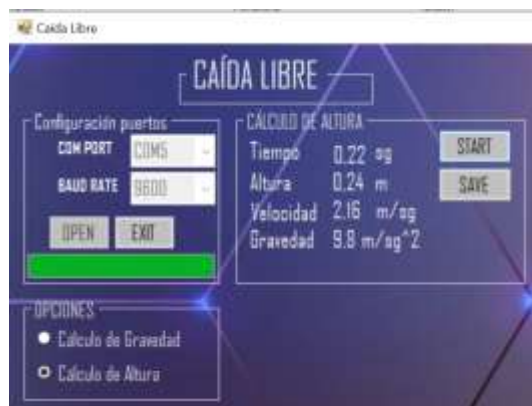 Caída Libre
CAÍDA LIBRE
Configuración puertos
COM PORT COM5
BAUD RATE 9600
OPEN EXIT
CÁLCULO DE ALTURA
Tiempo 0.22 sg
Altura 0.24 m
Velocidad 2.16 m/sg
Gravedad 9.8 m/sg^2
START
SAVE
OPCIONES
Cálculo de Gravedad
Cálculo de Altura